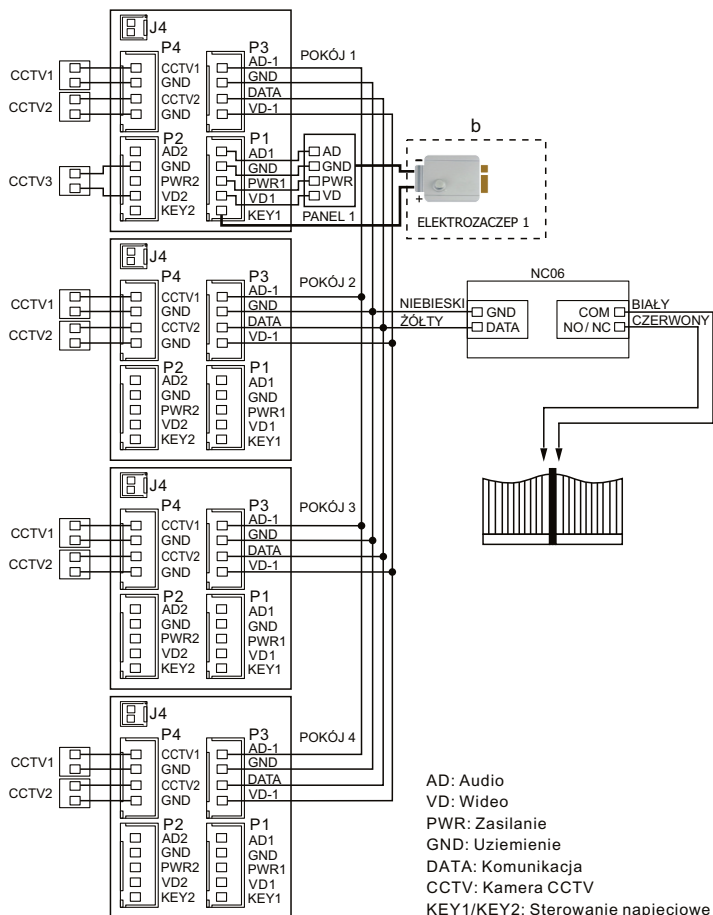 J4
P4
P3
CCTV1
CCTV1
AD-1
POKÓJ 1
GND
GND
CCTV2
CCTV2
DATA
GND
VD-1
P2
P1
AD2
AD1
AD
GND
GND
GND
CCTV3
PWR2
PWR1
PWR
VD2
VD1
VD
KEY2
KEY1
PANEL 1
b
-
+
ELEKTROZACZEP 1
J4
P4
P3
CCTV1
CCTV1
AD-1
POKÓJ 2
GND
GND
CCTV2
CCTV2
DATA
GND
VD-1
P2
P1
AD2
AD1
GND
GND
PWR2
PWR1
VD2
VD1
KEY2
KEY1
NC06
NIEBIESKI
GND
COM
BIAŁY
ŻÓŁTY
DATA
NO/NC
CZERWONY
J4
P4
P3
CCTV1
CCTV1
AD-1
POKÓJ 3
GND
GND
CCTV2
CCTV2
DATA
GND
VD-1
P2
P1
AD2
AD1
GND
GND
PWR2
PWR1
VD2
VD1
KEY2
KEY1
J4
P4
P3
CCTV1
CCTV1
AD-1
POKÓJ 4
GND
GND
CCTV2
CCTV2
DATA
GND
VD-1
P2
P1
AD2
AD1
GND
GND
PWR2
PWR1
VD2
VD1
KEY2
KEY1
AD: Audio
VD: Wideo
PWR: Zasilanie
GND: Uziemienie
DATA: Komunikacja
CCTV: Kamera CCTV
KEY1/KEY2: Sterowanie napięciowe